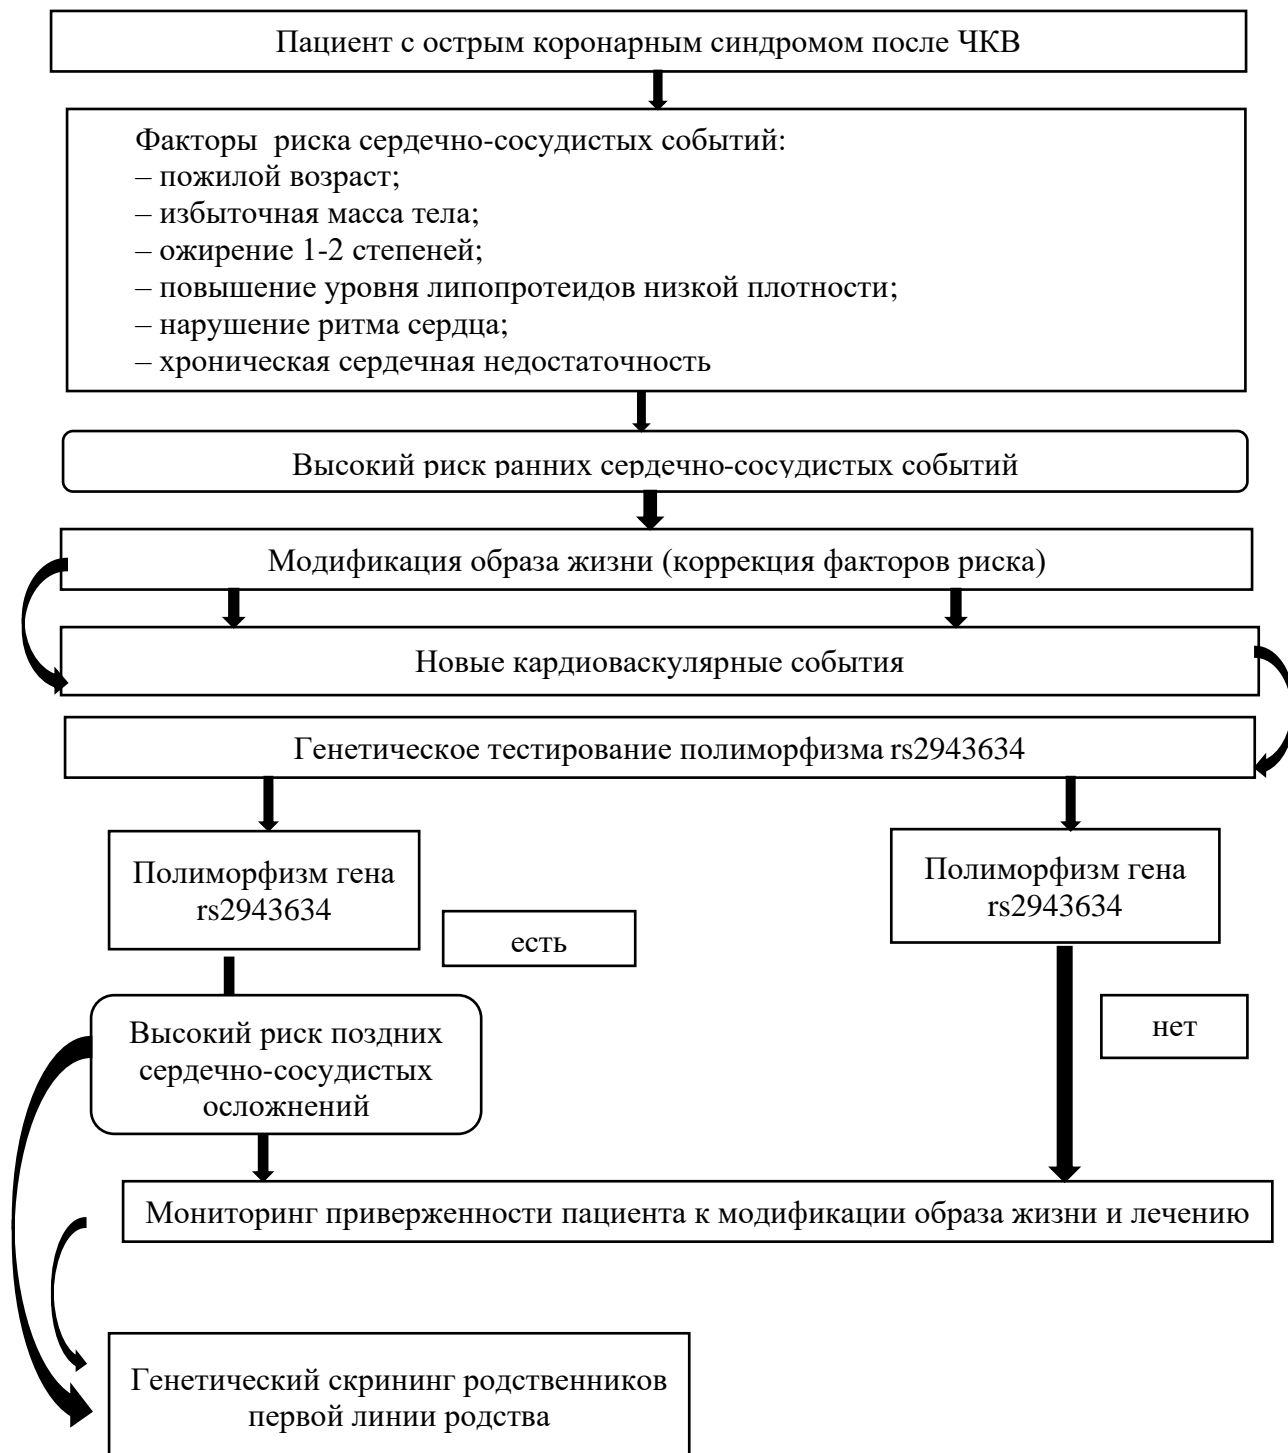 Пациент с острым коронарным синдромом после ЧКВ
Факторы риска сердечно-сосудистых событий:
– пожилой возраст;
– избыточная масса тела;
– ожирение 1-2 степеней;
– повышение уровня липопротеидов низкой плотности;
– нарушение ритма сердца;
– хроническая сердечная недостаточность
Высокий риск ранних сердечно-сосудистых событий
Модификация образа жизни (коррекция факторов риска)
Новые кардиоваскулярные события
Генетическое тестирование полиморфизма rs2943634
Полиморфизм гена
rs2943634
есть
Полиморфизм гена
rs2943634
нет
Высокий риск поздних
сердечно-сосудистых
осложнений
Мониторинг приверженности пациента к модификации образа жизни и лечению
Генетический скрининг родственников
первой линии родства